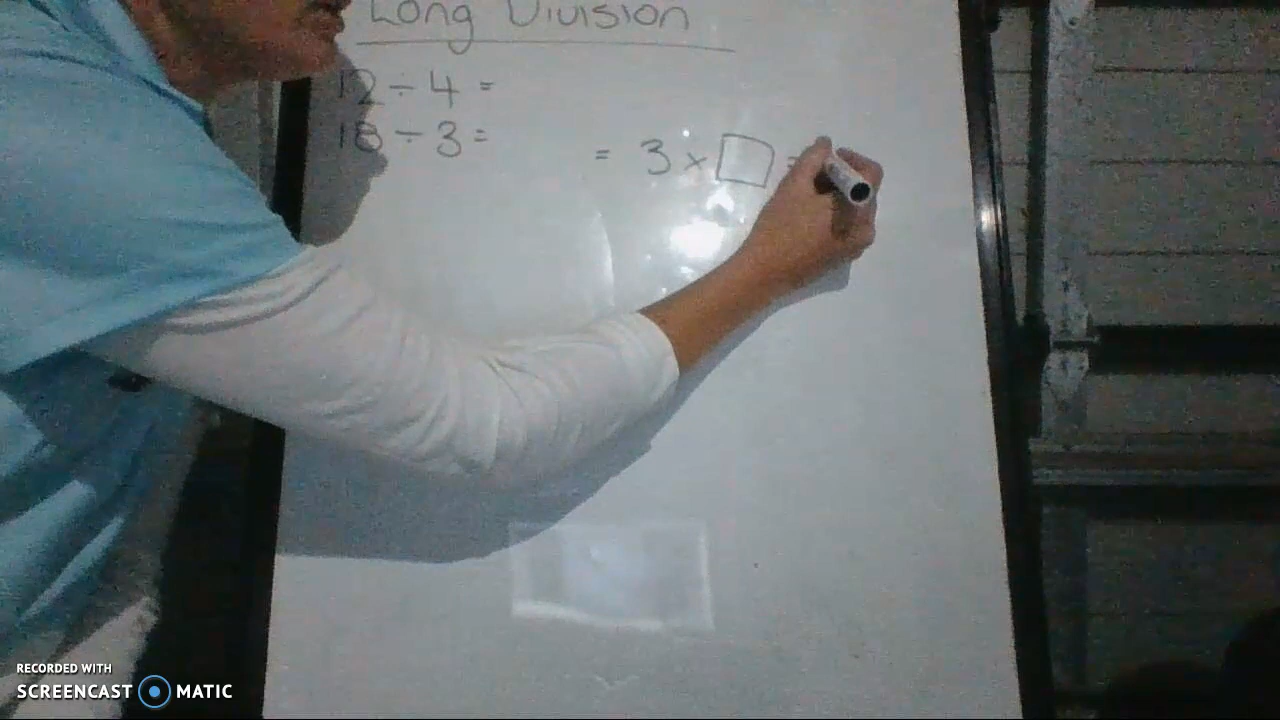 Long Division
12 ÷ 4 =
18 ÷ 3 =
= 3 × □ =
RECORDED WITH
SCREENCAST MATIC